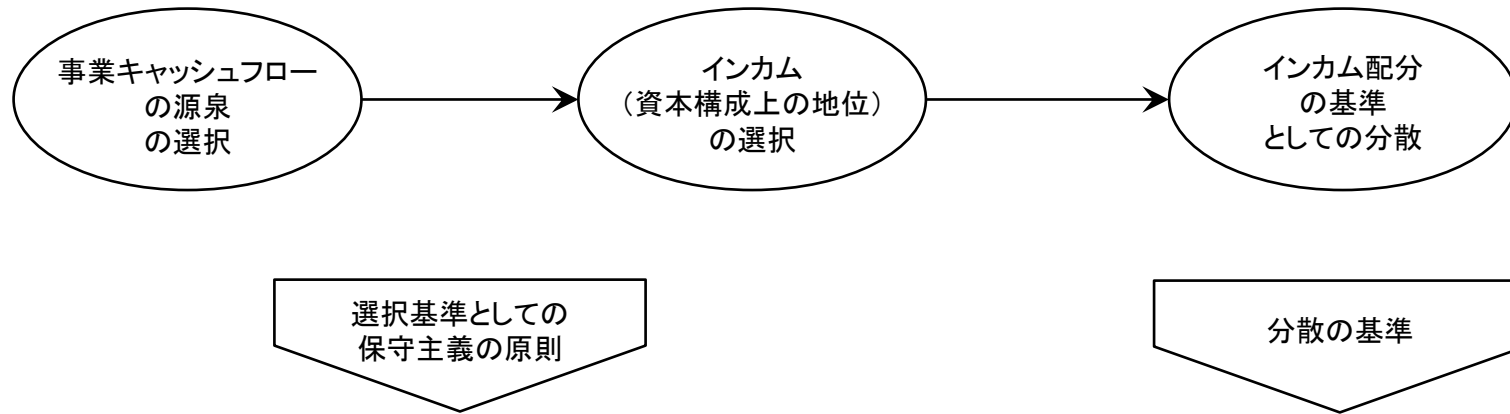 事業キャッシュフロー
の源泉
の選択
インカム
（資本構成上の地位）
の選択
インカム配分
の基準
としての分散
選択基準としての
保守主義の原則
分散の基準